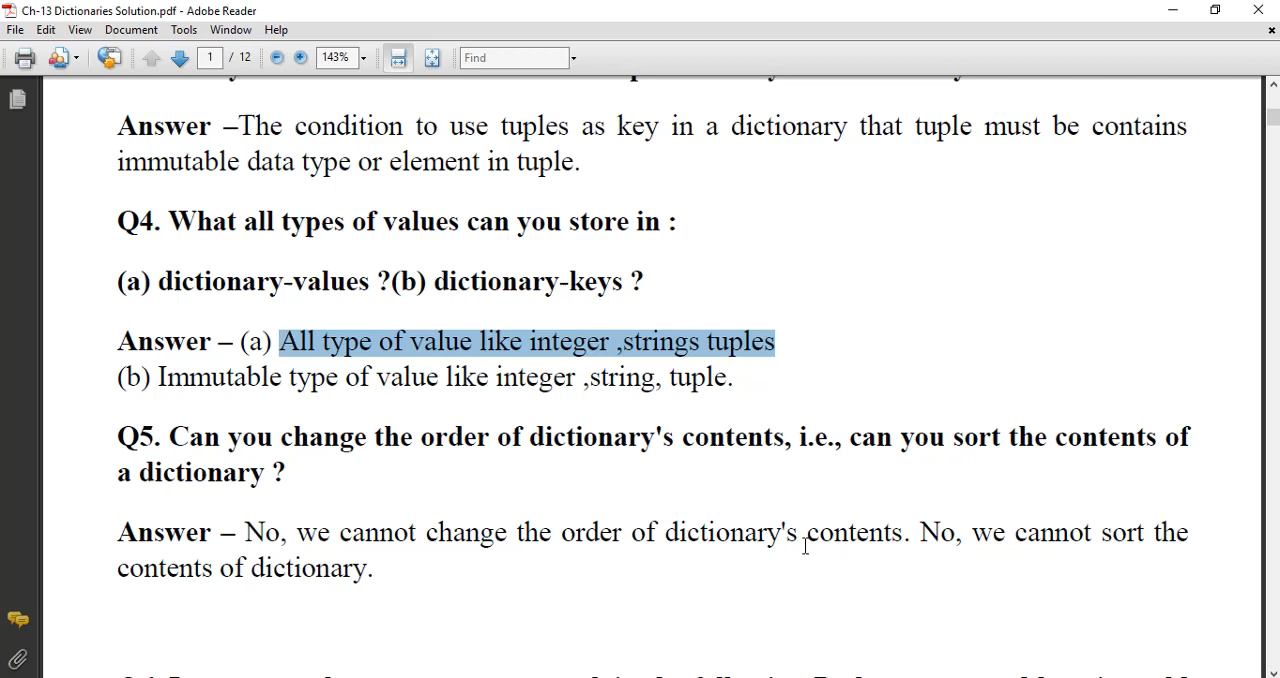 Ch-13 Dictionaries Solution.pdf - Adobe Reader
File Edit View Document Tools Window Help
1 / 12 143% Find
Answer –The condition to use tuples as key in a dictionary that tuple must be contains
immutable data type or element in tuple.
Q4. What all types of values can you store in :
(a) dictionary-values ?(b) dictionary-keys ?
Answer – (a) All type of value like integer ,strings tuples
(b) Immutable type of value like integer ,string, tuple.
Q5. Can you change the order of dictionary's contents, i.e., can you sort the contents of
a dictionary ?
Answer – No, we cannot change the order of dictionary's contents. No, we cannot sort the
contents of dictionary.